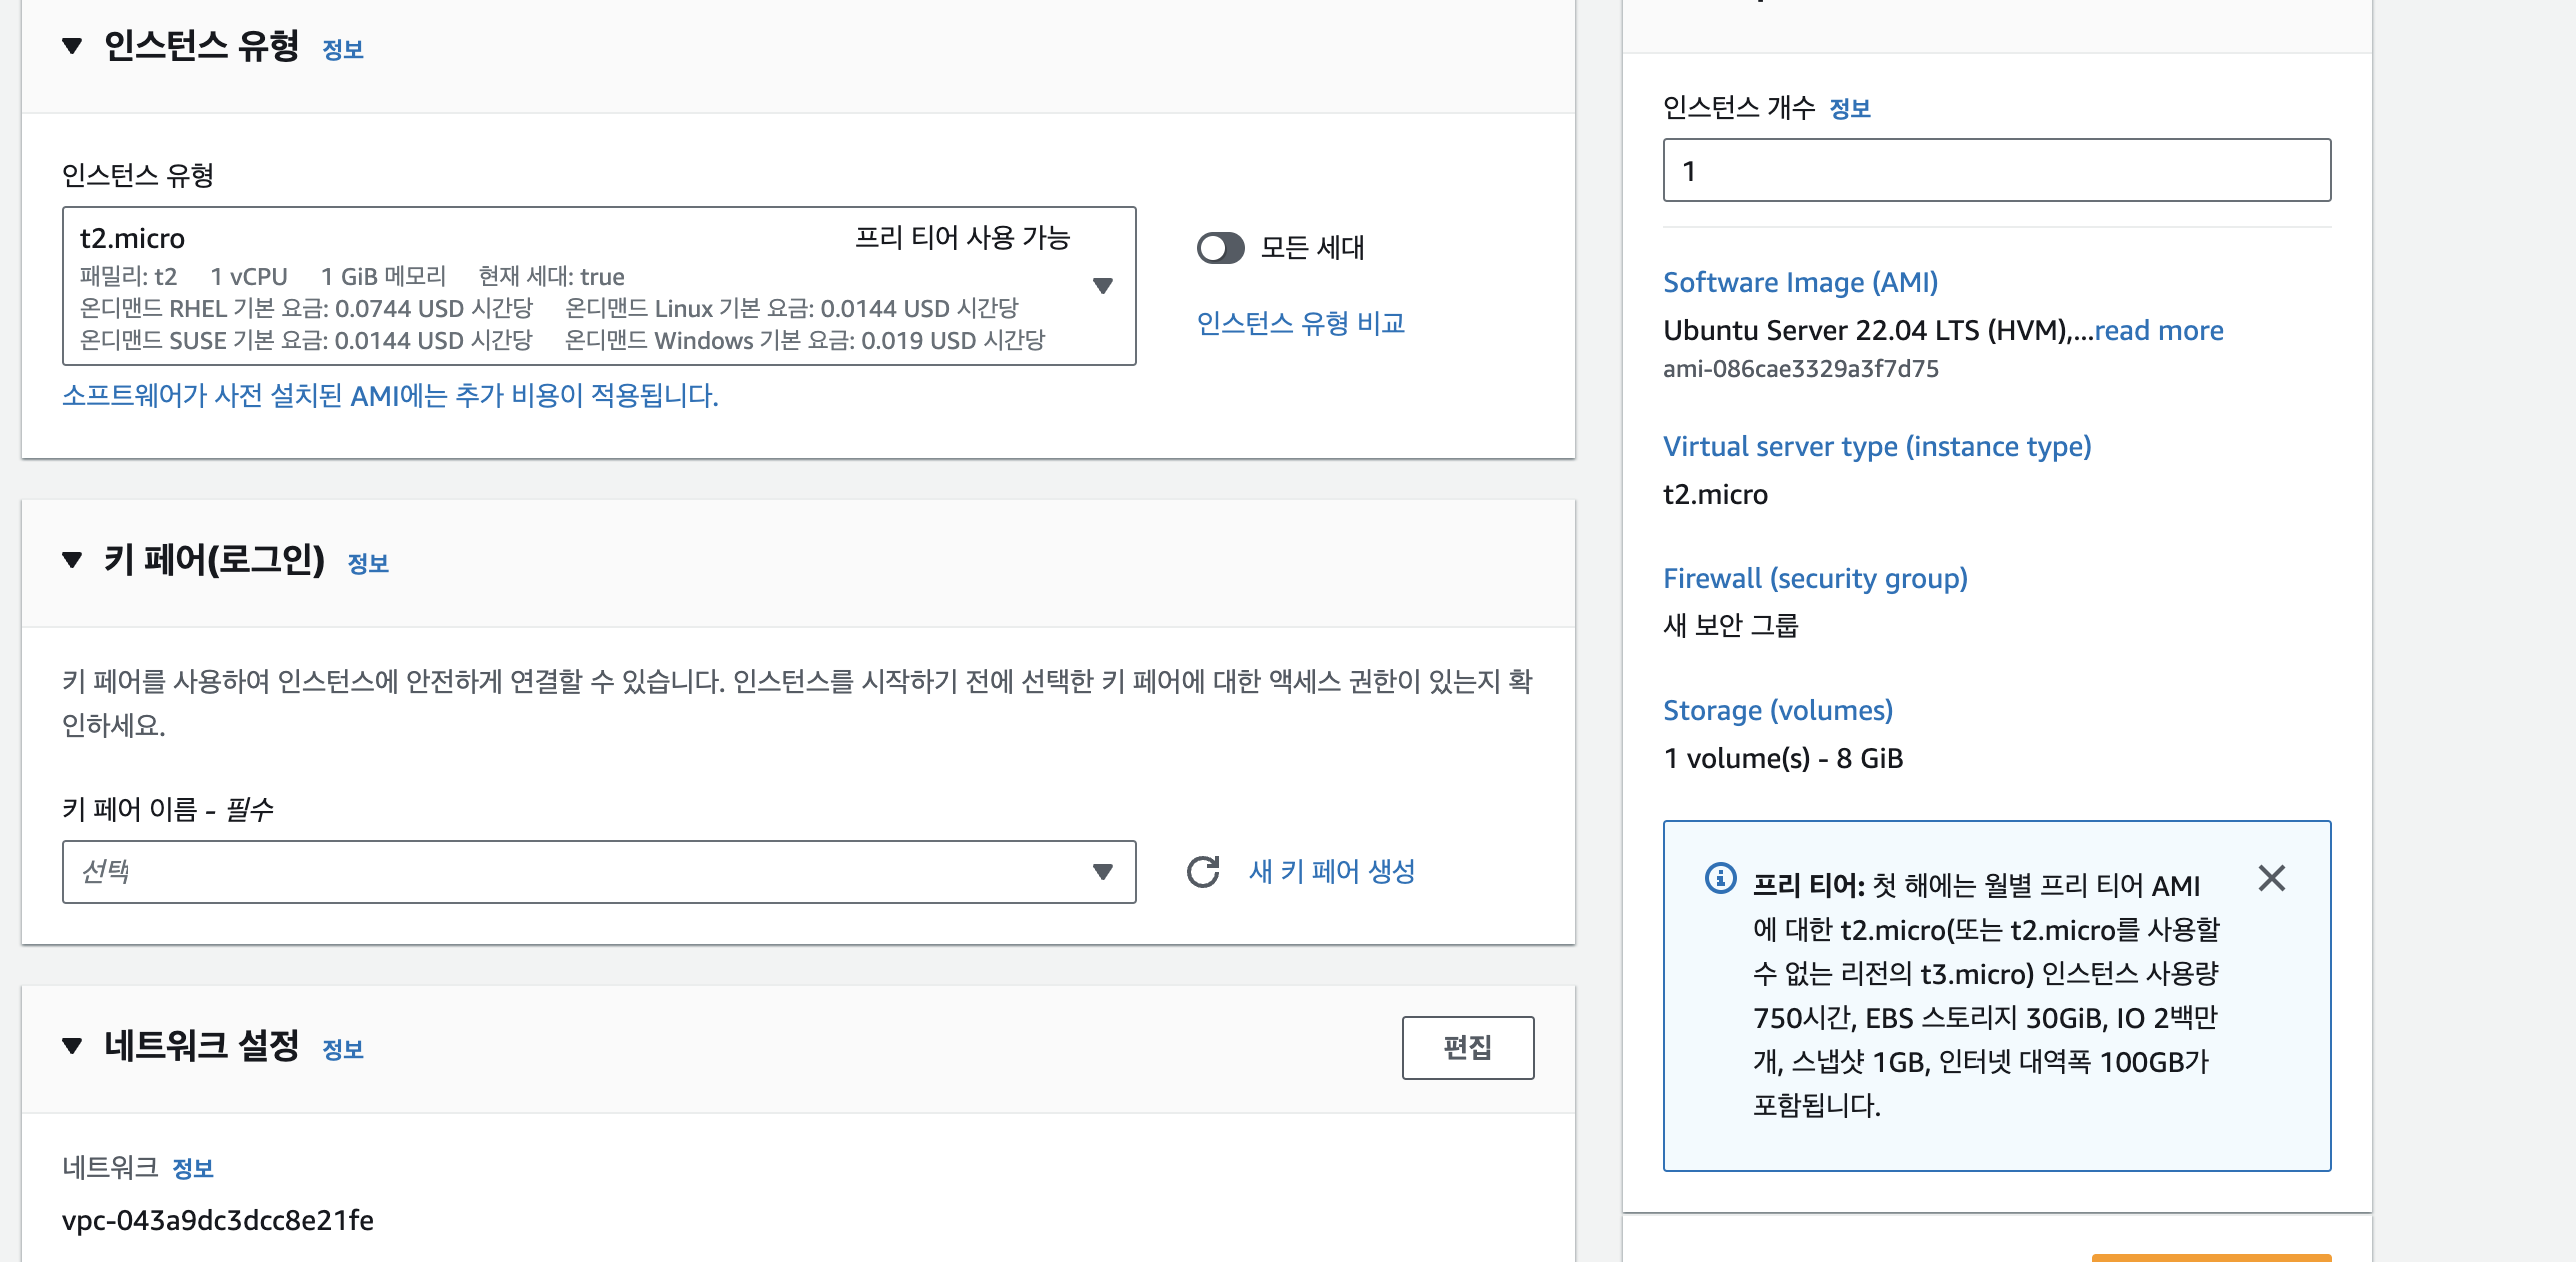 인스턴스 유형 정보
인스턴스 유형
t2.micro 프리 티어 사용 가능
패밀리: t2 1 vCPU 1 GiB 메모리 현재 세대: true
온디맨드 RHEL 기본 요금: 0.0744 USD 시간당 온디맨드 Linux 기본 요금: 0.0144 USD 시간당
온디맨드 SUSE 기본 요금: 0.0144 USD 시간당 온디맨드 Windows 기본 요금: 0.019 USD 시간당
모든 세대
인스턴스 유형 비교
소프트웨어가 사전 설치된 AMI에는 추가 비용이 적용됩니다.
키 페어(로그인) 정보
키 페어를 사용하여 인스턴스에 안전하게 연결할 수 있습니다. 인스턴스를 시작하기 전에 선택한 키 페어에 대한 액세스 권한이 있는지 확
인하세요.
키 페어 이름 - 필수
선택
새 키 페어 생성
네트워크 설정 정보
편집
네트워크 정보
vpc-043a9dc3dcc8e21fe
인스턴스 개수 정보
1
Software Image (AMI)
Ubuntu Server 22.04 LTS (HVM),...read more
ami-086cae3329a3f7d75
Virtual server type (instance type)
t2.micro
Firewall (security group)
새 보안 그룹
Storage (volumes)
1 volume(s) - 8 GiB
프리 티어: 첫 해에는 월별 프리 티어 AMI
에 대한 t2.micro(또는 t2.micro를 사용할
수 없는 리전의 t3.micro) 인스턴스 사용량
750시간, EBS 스토리지 30GiB, IO 2백만
개, 스냅샷 1GB, 인터넷 대역폭 100GB가
포함됩니다.